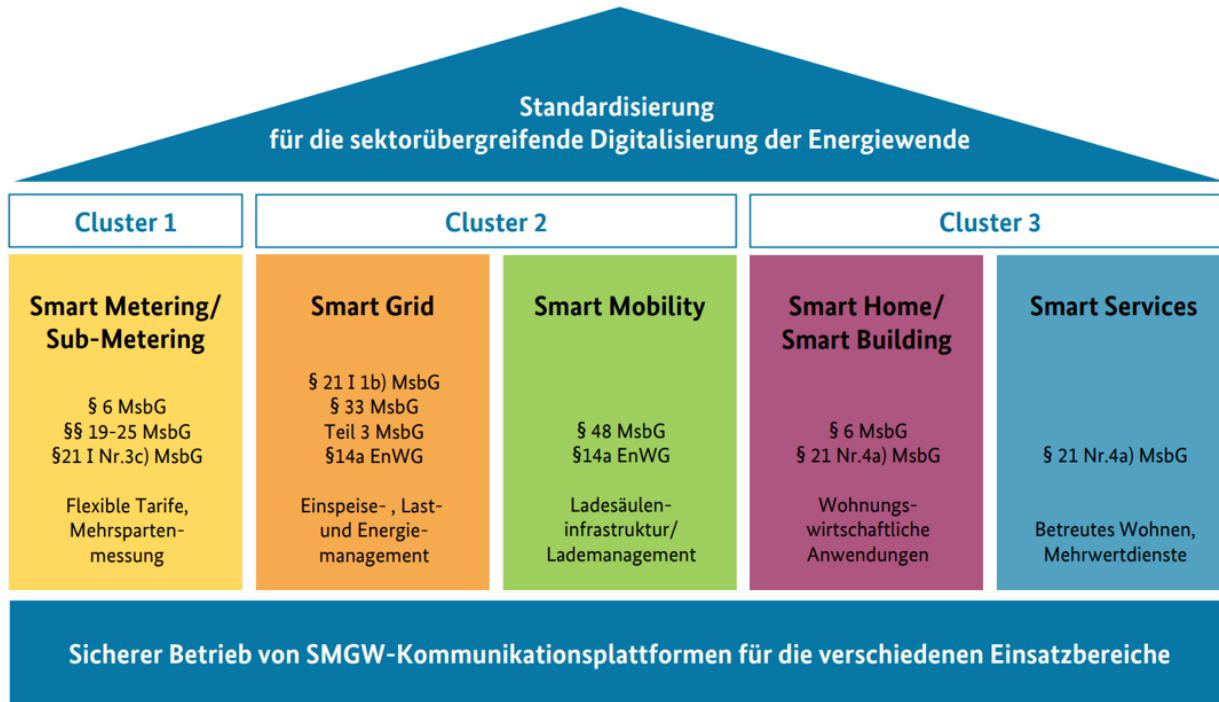 Standardisierung
für die sektorübergreifende Digitalisierung der Energiewende
Cluster 1
Cluster 2
Cluster 3
Smart Metering/
Sub-Metering
§ 6 MsbG
§§ 19-25 MsbG
§21 I Nr.3c) MsbG
Flexible Tarife,
Mehrsparten-
messung
Smart Grid
§ 21 I 1b) MsbG
§ 33 MsbG
Teil 3 MsbG
§14a EnWG
Einspeise- , Last-
und Energie-
management
Smart Mobility
§ 48 MsbG
§14a EnWG
Ladesäulen-
infrastruktur/
Lademanagement
Smart Home/
Smart Building
§ 6 MsbG
§ 21 Nr.4a) MsbG
Wohnungs-
wirtschaftliche
Anwendungen
Smart Services
§ 21 Nr.4a) MsbG
Betreutes Wohnen,
Mehrwertdienste
Sicherer Betrieb von SMGW-Kommunikationsplattformen für die verschiedenen Einsatzbereiche